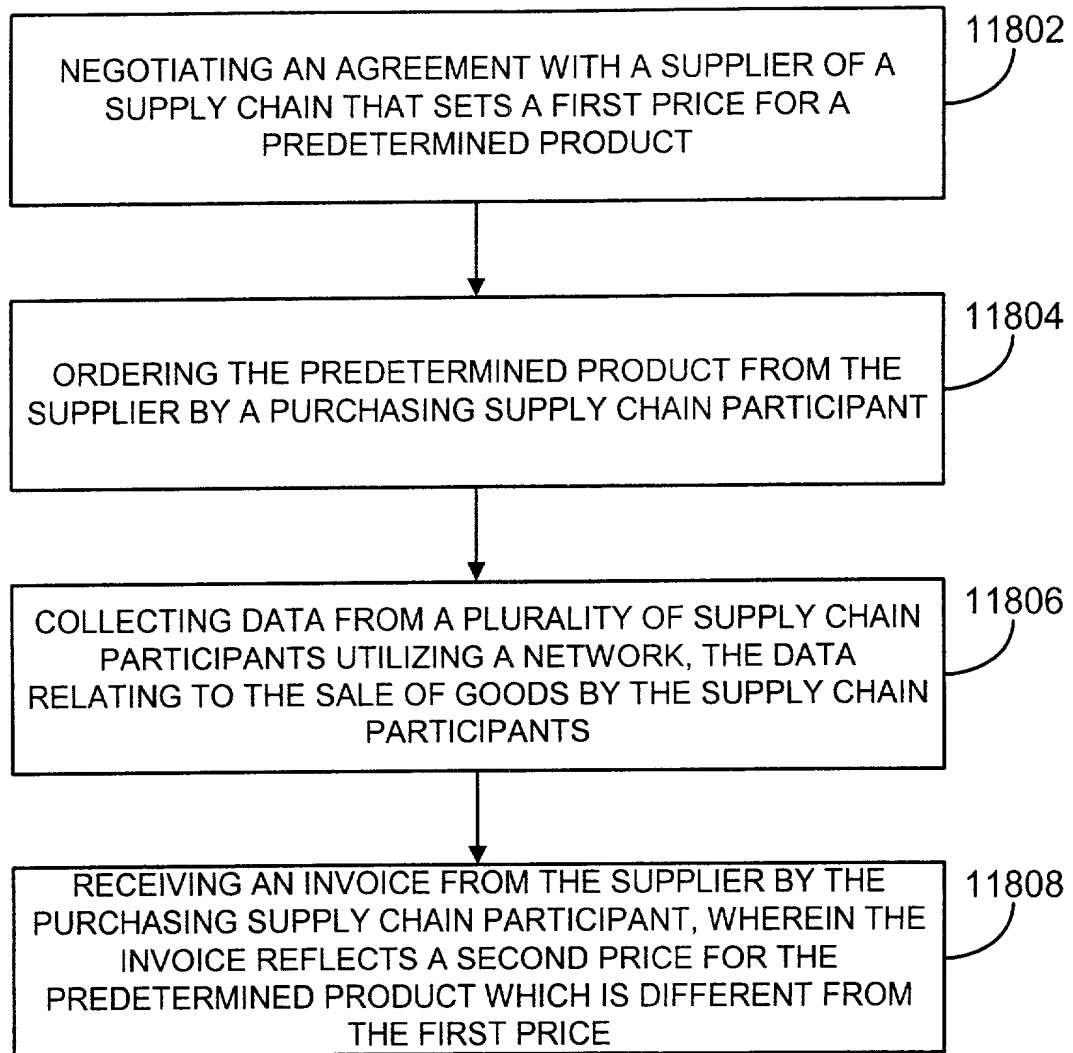 11802
NEGOTIATING AN AGREEMENT WITH A SUPPLIER OF A
SUPPLY CHAIN THAT SETS A FIRST PRICE FOR A
PREDETERMINED PRODUCT
11804
ORDERING THE PREDETERMINED PRODUCT FROM THE
SUPPLIER BY A PURCHASING SUPPLY CHAIN PARTICIPANT
11806
COLLECTING DATA FROM A PLURALITY OF SUPPLY CHAIN
PARTICIPANTS UTILIZING A NETWORK, THE DATA
RELATING TO THE SALE OF GOODS BY THE SUPPLY CHAIN
PARTICIPANTS
11808
RECEIVING AN INVOICE FROM THE SUPPLIER BY THE
PURCHASING SUPPLY CHAIN PARTICIPANT, WHEREIN THE
INVOICE REFLECTS A SECOND PRICE FOR THE
PREDETERMINED PRODUCT WHICH IS DIFFERENT FROM
THE FIRST PRICE